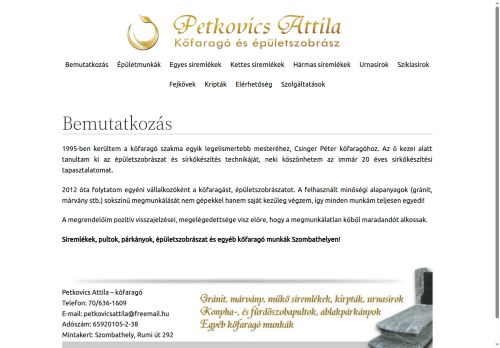 Petkovics Attila
Kőfaragó és épületszobrász
Bemutatkozás Épületmunkák Egyes síremlékek Kettes síremlékek Hármas síremlékek Urnasírok Sziklasírok
Fejkövek Kripták Elérhetőség Szolgáltatások
Bemutatkozás
1995-ben kerültem a kőfaragó szakma egyik legelismertebb mesteréhez, Csinger Péter kőfaragóhoz. Az ő kezei alatt
tanultam ki az épületszobrászat és sírkőkészítés technikáját, neki köszönhetem az immár 20 éves sírkőkészítési
tapasztalatomat.
2012 óta folytatom egyéni vállalkozóként a kőfaragást, épületszobrászatot. A felhasznált minőségi alapanyagok (gránit,
márvány stb.) sokszínű megmunkálását nem gépekkel hanem saját kezűleg végzem, így minden munkám teljesen egyedi!
A megrendelőim pozitív visszajelzései, megelégedettsége visz előre, hogy a megmunkálatlan kőből maradandót alkossak.
Síremlékek, pultok, párkányok, épületszobrászat és egyéb kőfaragó munkák Szombathelyen!
Petkovics Attila – kőfaragó
Telefon: 70/636-1609
E-mail: petkovicsattila@freemail.hu
Adószám: 65920105-2-38
Mintakert: Szombathely, Rumi út 292
Gránit, márvány, műkő síremlékek, kripták, urnasírok
Konyha-, és fürdőszobapultok, ablakpárkányok
Egyéb kőfaragó munkák